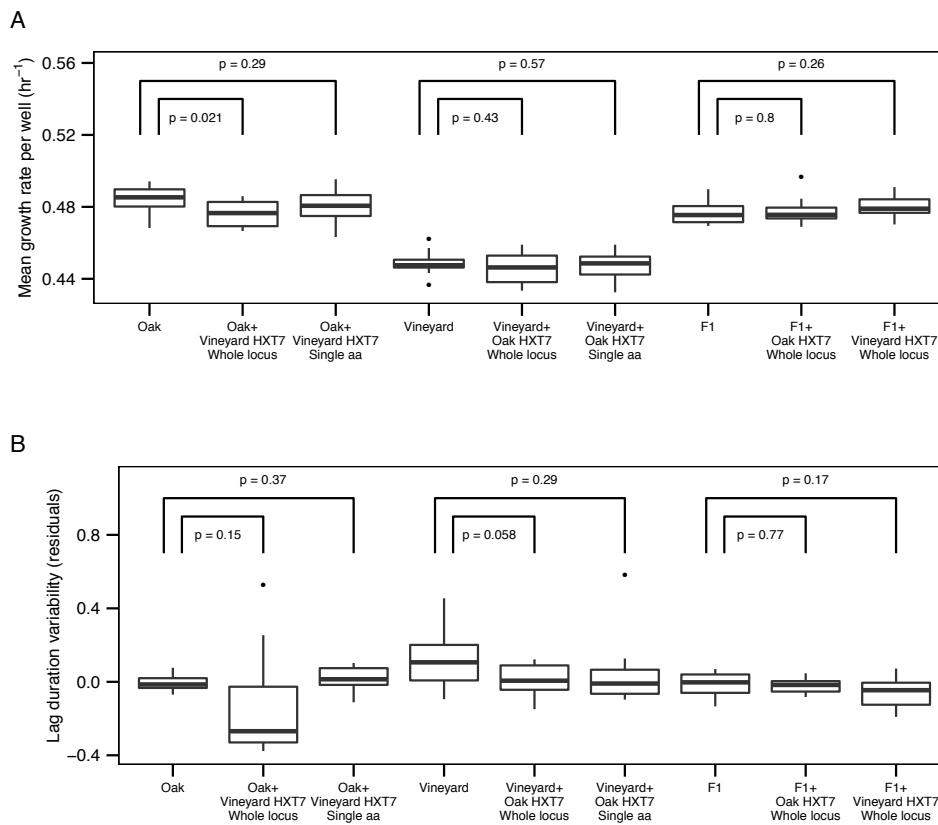 A
Mean growth rate per well (hr⁻¹)
0.56
0.52
0.48
0.44
p = 0.29
p = 0.57
p = 0.26
p = 0.021
p = 0.43
p = 0.8
Oak
Oak+
Vineyard HXT7
Whole locus
Oak+
Vineyard HXT7
Single aa
Vineyard
Vineyard+
Oak HXT7
Whole locus
Vineyard+
Oak HXT7
Single aa
F1
F1+
Oak HXT7
Whole locus
F1+
Vineyard HXT7
Whole locus
B
Lag duration variability (residuals)
0.8
0.4
0.0
−0.4
p = 0.37
p = 0.29
p = 0.17
p = 0.15
p = 0.058
p = 0.77
Oak
Oak+
Vineyard HXT7
Whole locus
Oak+
Vineyard HXT7
Single aa
Vineyard
Vineyard+
Oak HXT7
Whole locus
Vineyard+
Oak HXT7
Single aa
F1
F1+
Oak HXT7
Whole locus
F1+
Vineyard HXT7
Whole locus